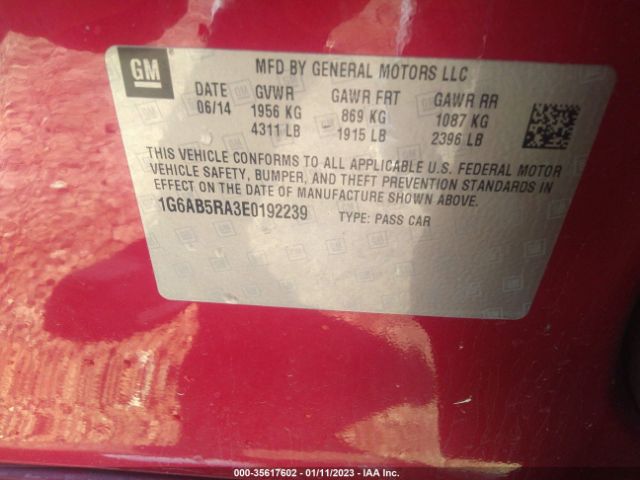 GM
MFD BY GENERAL MOTORS LLC
DATE GVWR GAWR FRT GAWR RR
06/14 1956 KG 869 KG 1087 KG
4311 LB 1915 LB 2396 LB
THIS VEHICLE CONFORMS TO ALL APPLICABLE U.S. FEDERAL MOTOR
VEHICLE SAFETY, BUMPER, AND THEFT PREVENTION STANDARDS IN
EFFECT ON THE DATE OF MANUFACTURE SHOWN ABOVE.
1G6AB5RA3E0192239 TYPE: PASS CAR
000-35617602 - 01/11/2023 - IAA Inc.